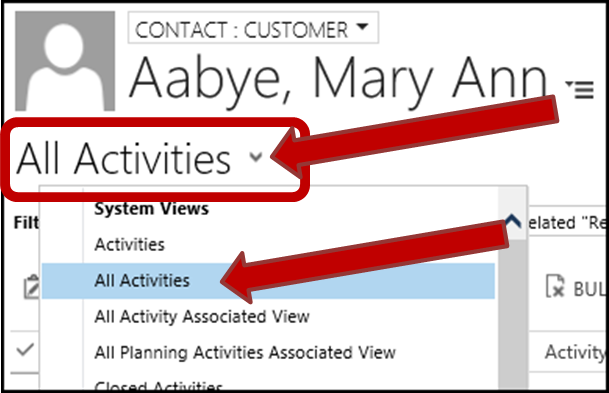 CONTACT : CUSTOMER
Aabye, Mary Ann
All Activities
System Views
Filt
elated "Re
Activities
All Activities
BUL
All Activity Associated View
All Planning Activities Associated View
Activity
Closed Activities